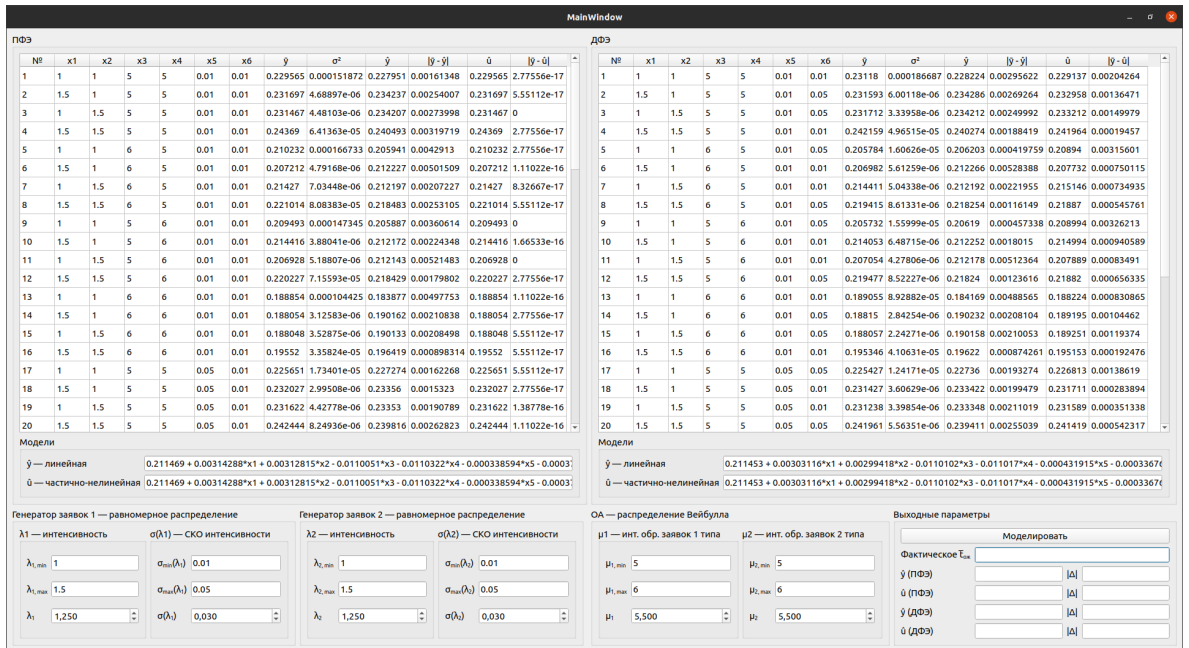 MainWindow
ПФЭ
№ x1 x2 x3 x4 x5 x6 ȳ σ² ŷ |ȳ - ŷ| û |ȳ - û|
1 1 1 5 5 0.01 0.01 0.229565 0.000151872 0.227951 0.00161348 0.229565 2.77556e-17
2 1.5 1 5 5 0.01 0.01 0.231697 4.68897e-06 0.234237 0.00254007 0.231697 5.55112e-17
3 1 1.5 5 5 0.01 0.01 0.231467 4.48103e-06 0.234207 0.00273998 0.231467 0
4 1.5 1.5 5 5 0.01 0.01 0.24369 6.41363e-05 0.240493 0.00319719 0.24369 2.77556e-17
5 1 1 6 5 0.01 0.01 0.210232 0.000166733 0.205941 0.0042913 0.210232 2.77556e-17
6 1.5 1 6 5 0.01 0.01 0.207212 4.79168e-06 0.212227 0.00501509 0.207212 1.11022e-16
7 1 1.5 6 5 0.01 0.01 0.21427 7.03448e-06 0.212197 0.00207227 0.21427 8.32667e-17
8 1.5 1.5 6 5 0.01 0.01 0.221014 8.08383e-05 0.218483 0.00253105 0.221014 5.55112e-17
9 1 1 5 6 0.01 0.01 0.209493 0.000147345 0.205887 0.00360614 0.209493 0
10 1.5 1 5 6 0.01 0.01 0.214416 3.88041e-06 0.212172 0.00224348 0.214416 1.66533e-16
11 1 1.5 5 6 0.01 0.01 0.206928 5.18807e-06 0.212143 0.00521483 0.206928 0
12 1.5 1.5 5 6 0.01 0.01 0.220227 7.15593e-05 0.218429 0.00179802 0.220227 2.77556e-17
13 1 1 6 6 0.01 0.01 0.188854 0.000104425 0.183877 0.00497753 0.188854 1.11022e-16
14 1.5 1 6 6 0.01 0.01 0.188054 3.12583e-06 0.190162 0.00210838 0.188054 2.77556e-17
15 1 1.5 6 6 0.01 0.01 0.188048 3.52875e-06 0.190133 0.00208498 0.188048 5.55112e-17
16 1.5 1.5 6 6 0.01 0.01 0.19552 3.35824e-05 0.196419 0.000898314 0.19552 5.55112e-17
17 1 1 5 5 0.05 0.01 0.225651 1.73401e-05 0.227274 0.00162268 0.225651 5.55112e-17
18 1.5 1 5 5 0.05 0.01 0.232027 2.99508e-06 0.23356 0.0015323 0.232027 2.77556e-17
19 1 1.5 5 5 0.05 0.01 0.231622 4.42778e-06 0.23353 0.00190789 0.231622 1.38778e-16
20 1.5 1.5 5 5 0.05 0.01 0.242444 8.24936e-05 0.239816 0.00262823 0.242444 1.11022e-16
Модели
ŷ — линейная 0.211469 + 0.00314288*x1 + 0.00312815*x2 - 0.0110051*x3 - 0.0110322*x4 - 0.000338594*x5 - 0.0003
û — частично-нелинейная 0.211469 + 0.00314288*x1 + 0.00312815*x2 - 0.0110051*x3 - 0.0110322*x4 - 0.000338594*x5 - 0.0003
ДФЭ
№ x1 x2 x3 x4 x5 x6 ȳ σ² ŷ |ȳ - ŷ| û |ȳ - û|
1 1 1 5 5 0.01 0.01 0.23118 0.000186687 0.228224 0.00295622 0.229137 0.00204264
2 1.5 1 5 5 0.01 0.05 0.231593 6.00118e-06 0.234286 0.00269264 0.232958 0.00136471
3 1 1.5 5 5 0.01 0.05 0.231712 3.33958e-06 0.234212 0.00249992 0.233212 0.00149979
4 1.5 1.5 5 5 0.01 0.01 0.242159 4.96515e-05 0.240274 0.00188419 0.241964 0.00019457
5 1 1 6 5 0.01 0.05 0.205784 1.60626e-05 0.206203 0.000419759 0.20894 0.00315601
6 1.5 1 6 5 0.01 0.01 0.206982 5.61259e-06 0.212266 0.00528388 0.207732 0.000750115
7 1 1.5 6 5 0.01 0.01 0.214411 5.04338e-06 0.212192 0.00221955 0.215146 0.000734935
8 1.5 1.5 6 5 0.01 0.05 0.219415 8.61331e-05 0.218254 0.00116149 0.21887 0.000545761
9 1 1 5 6 0.01 0.05 0.205732 1.55999e-05 0.20619 0.000457338 0.208994 0.00326213
10 1.5 1 5 6 0.01 0.01 0.214053 6.48715e-06 0.212252 0.0018015 0.214994 0.000940589
11 1 1.5 5 6 0.01 0.01 0.207054 4.27806e-06 0.212178 0.00512364 0.207889 0.00083491
12 1.5 1.5 5 6 0.01 0.05 0.219477 8.52227e-05 0.21824 0.00123616 0.21882 0.000656335
13 1 1 6 6 0.01 0.01 0.189055 8.92882e-05 0.184169 0.00488565 0.188224 0.000830865
14 1.5 1 6 6 0.01 0.05 0.18815 2.84254e-06 0.190232 0.00208104 0.189195 0.00104462
15 1 1.5 6 6 0.01 0.05 0.188057 2.24271e-06 0.190158 0.00210053 0.189251 0.00119374
16 1.5 1.5 6 6 0.01 0.01 0.195346 4.10631e-05 0.19622 0.000874261 0.195153 0.000192476
17 1 1 5 5 0.05 0.05 0.225427 1.24171e-05 0.22736 0.00193274 0.226813 0.00138619
18 1.5 1 5 5 0.05 0.01 0.231427 3.60629e-06 0.233422 0.00199479 0.231711 0.000283894
19 1 1.5 5 5 0.05 0.01 0.231238 3.39854e-06 0.233348 0.00211019 0.231589 0.000351338
20 1.5 1.5 5 5 0.05 0.05 0.241961 5.56351e-06 0.239411 0.00255039 0.241419 0.000542317
Модели
ŷ — линейная 0.211453 + 0.00303116*x1 + 0.00299418*x2 - 0.0110102*x3 - 0.011017*x4 - 0.000431915*x5 - 0.0003367
û — частично-нелинейная 0.211453 + 0.00303116*x1 + 0.00299418*x2 - 0.0110102*x3 - 0.011017*x4 - 0.000431915*x5 - 0.0003367
Генератор заявок 1 — равномерное распределение
λ1 — интенсивность σ(λ1) — СКО интенсивности
λ₁, min 1 σmin(λ₁) 0.01
λ₁, max 1.5 σmax(λ₁) 0.05
λ₁ 1,250 σ(λ₁) 0,030
Генератор заявок 2 — равномерное распределение
λ2 — интенсивность σ(λ2) — СКО интенсивности
λ₂, min 1 σmin(λ₂) 0.01
λ₂, max 1.5 σmax(λ₂) 0.05
λ₂ 1,250 σ(λ₂) 0,030
ОА — распределение Вейбулла
μ1 — инт. обр. заявок 1 типа μ2 — инт. обр. заявок 2 типа
μ₁, min 5 μ₂, min 5
μ₁, max 6 μ₂, max 6
μ₁ 5,500 μ₂ 5,500
Выходные параметры
Моделировать
Фактическое t̄ож
ŷ (ПФЭ) |Δ|
û (ПФЭ) |Δ|
ŷ (ДФЭ) |Δ|
û (ДФЭ) |Δ|